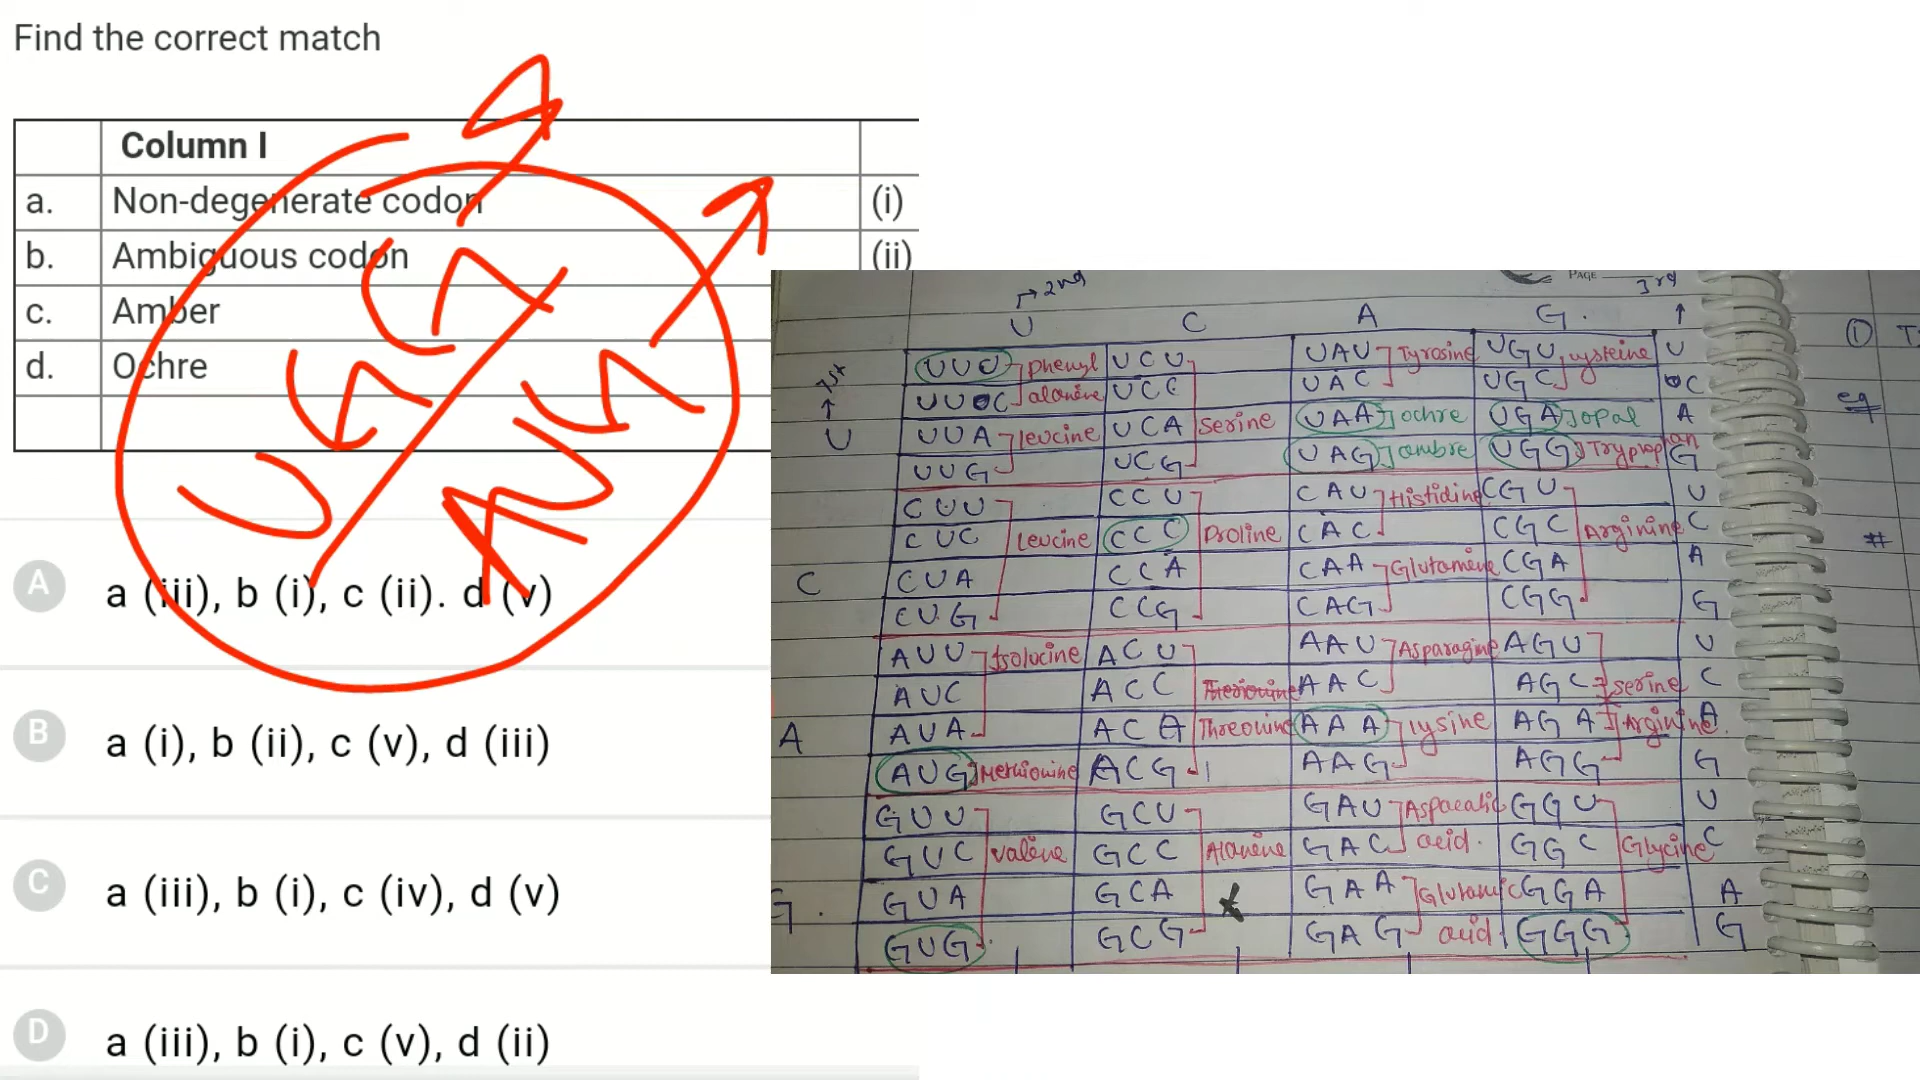 Find the correct match
Column I
a. Non-degenerate codon (i)
b. Ambiguous codon (ii)
c. Amber
d. Ochre
UGG
UGA
AUG
A a (iii), b (i), c (ii). d (v)
B a (i), b (ii), c (v), d (iii)
C a (iii), b (i), c (iv), d (v)
D a (iii), b (i), c (v), d (ii)
PAGE
2nd 3rd
U C A G.
1st
UUU phenyl UCU UAU Tyrosine UGU cysteine U
UUC alanine UCC UAC UGC C
U UUA leucine UCA Serine UAA ochre UGA opal A
UUG UCG UAG ambre UGG Tryptophan G
CUU CCU CAU Histidine CGU U
CUC Leucine CCC Proline CAC CGC Arginine C
C CUA CCA CAA Glutamine CGA A
CUG CCG CAG CGG G
AUU Isolucine ACU AAU Asparagine AGU U
AUC ACC AAC AGC serine C
A AUA ACA Threonine AAA lysine AGA Arginine. A
AUG Methionine ACG AAG AGG G
GUU GCU GAU GGU U
GUC valine GCC Alanine GAC acid. GGC Glycine C
G. GUA GCA GAA GGA A
GUG GCG GAG acid GGG G
①
eg
#